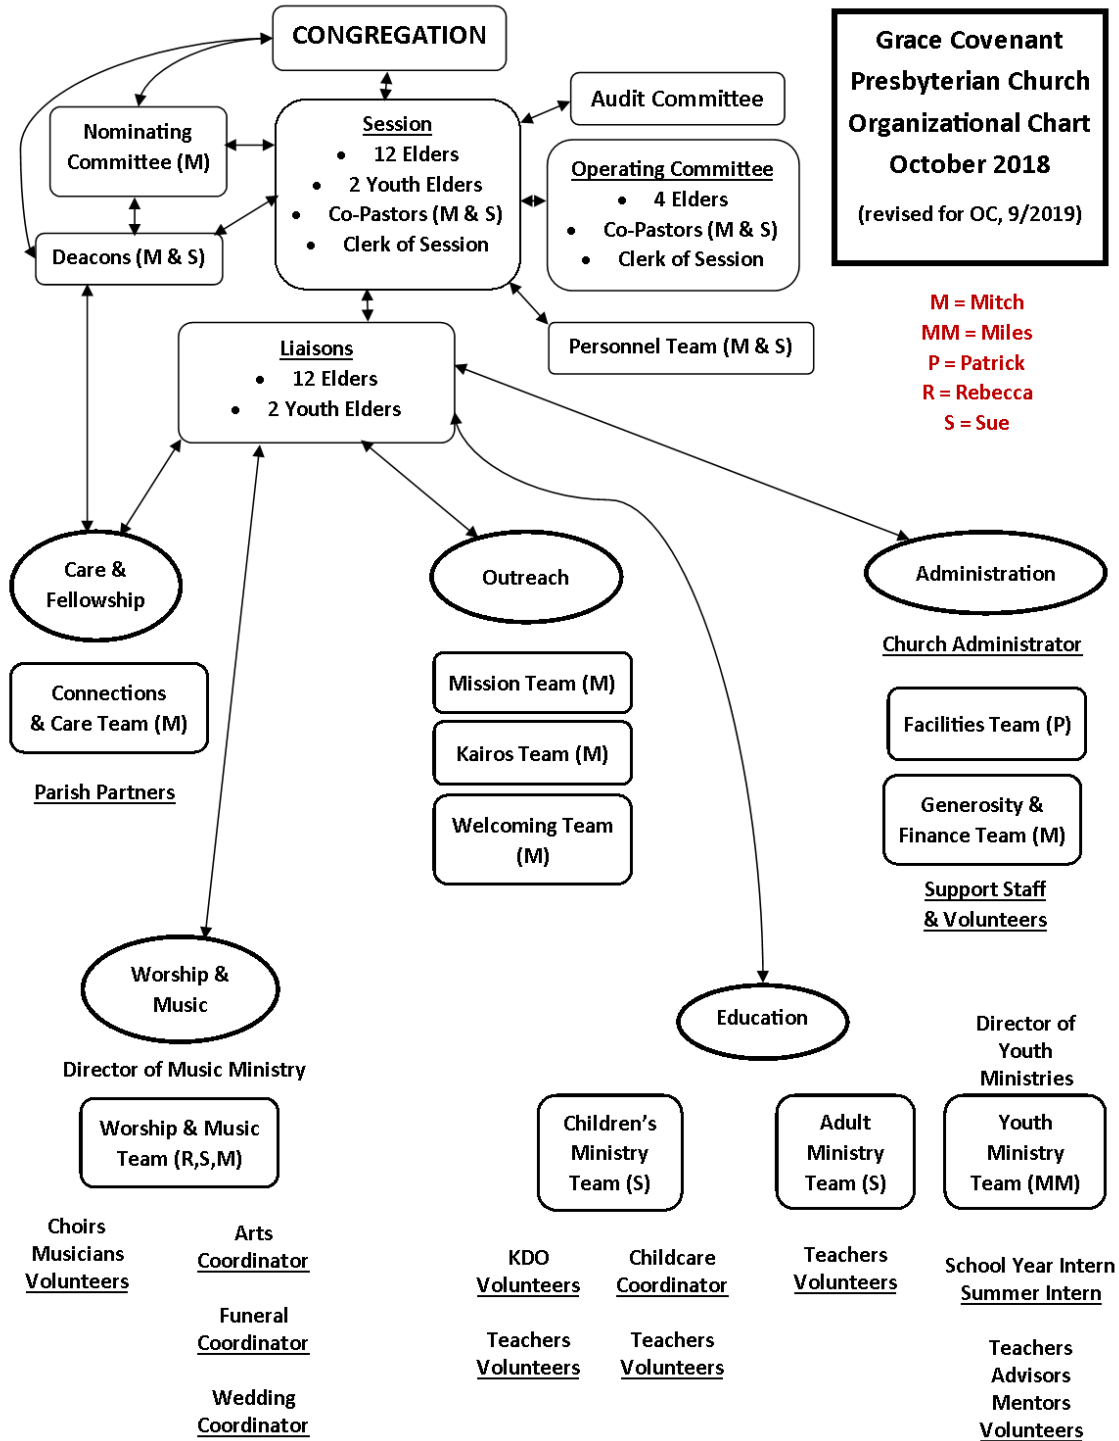 CONGREGATION
Grace Covenant
Presbyterian Church
Organizational Chart
October 2018
(revised for OC, 9/2019)
Nominating
Committee (M)
Session
• 12 Elders
• 2 Youth Elders
• Co-Pastors (M & S)
• Clerk of Session
Audit Committee
Operating Committee
• 4 Elders
• Co-Pastors (M & S)
• Clerk of Session
Deacons (M & S)
M = Mitch
MM = Miles
P = Patrick
R = Rebecca
S = Sue
Personnel Team (M & S)
Liaisons
• 12 Elders
• 2 Youth Elders
Care &
Fellowship
Outreach
Administration
Church Administrator
Connections
& Care Team (M)
Parish Partners
Mission Team (M)
Kairos Team (M)
Welcoming Team
(M)
Facilities Team (P)
Generosity &
Finance Team (M)
Support Staff
& Volunteers
Worship &
Music
Director of Music Ministry
Worship & Music
Team (R,S,M)
Choirs
Musicians
Volunteers
Arts
Coordinator
Funeral
Coordinator
Wedding
Coordinator
Education
Children's
Ministry
Team (S)
KDO
Volunteers
Teachers
Volunteers
Childcare
Coordinator
Teachers
Volunteers
Adult
Ministry
Team (S)
Teachers
Volunteers
Director of
Youth
Ministries
Youth
Ministry
Team (MM)
School Year Intern
Summer Intern
Teachers
Advisors
Mentors
Volunteers